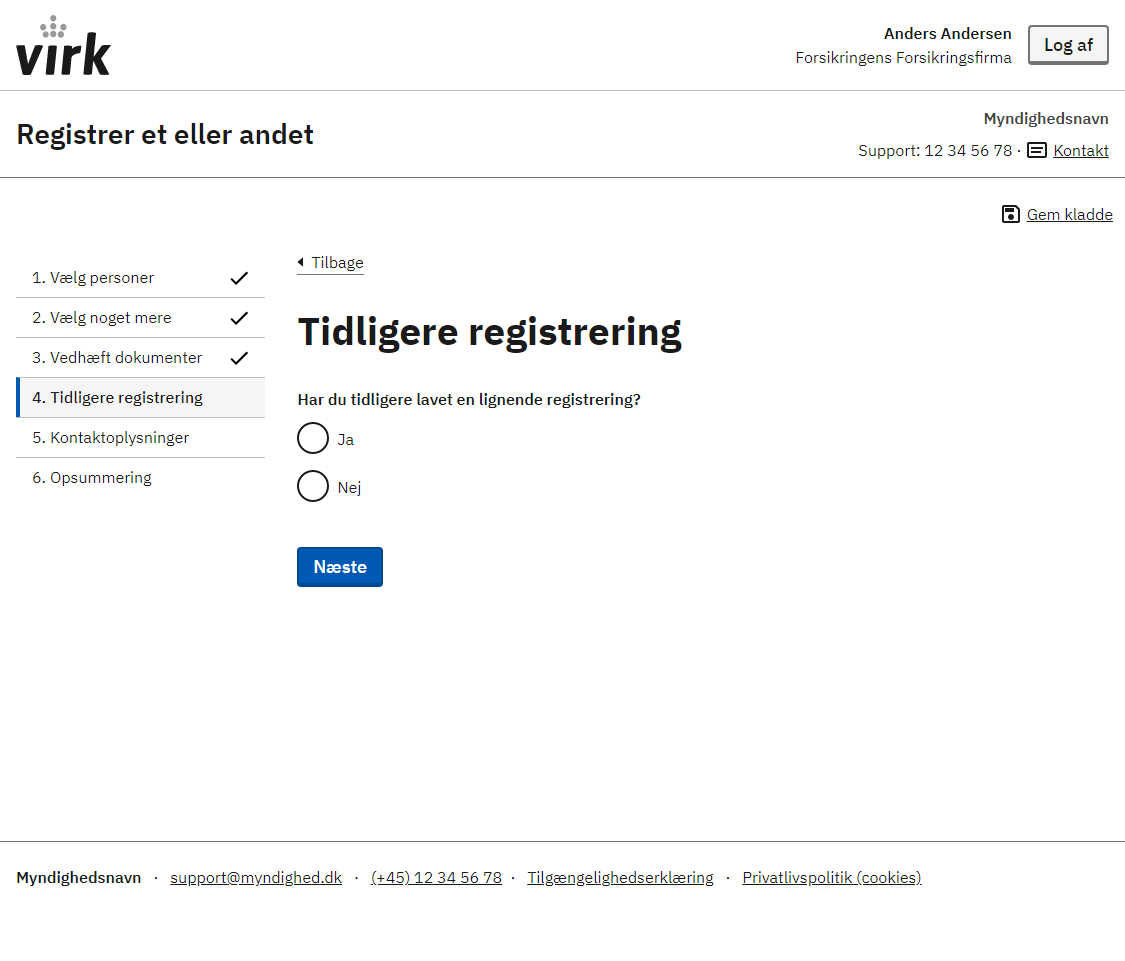 virk
Anders Andersen
Forsikringens Forsikringsfirma
Log af
Registrer et eller andet
Myndighedsnavn
Support: 12 34 56 78 · Kontakt
Gem kladde
1. Vælg personer
2. Vælg noget mere
3. Vedhæft dokumenter
4. Tidligere registrering
5. Kontaktoplysninger
6. Opsummering
Tilbage
Tidligere registrering
Har du tidligere lavet en lignende registrering?
Ja
Nej
Næste
Myndighedsnavn · support@myndighed.dk · (+45) 12 34 56 78 · Tilgængelighedserklæring · Privatlivspolitik (cookies)